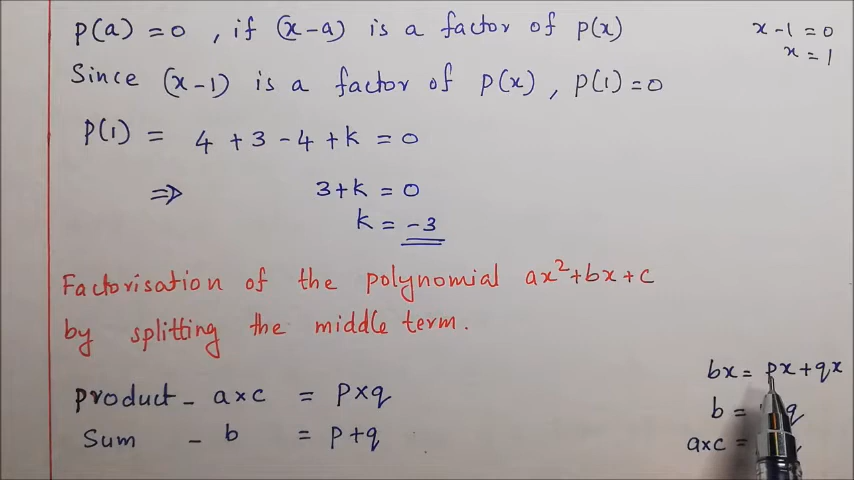 p(a) = 0 , if (x-a) is a factor of p(x)
x - 1 = 0
x = 1
Since (x-1) is a factor of p(x), p(1) = 0
p(1) = 4 + 3 - 4 + k = 0
⇒ 3 + k = 0
k = -3
Factorisation of the polynomial ax²+bx+c
by splitting the middle term.
product - a×c = p×q
Sum - b = p+q
bx = px + qx
b = q
a×c =